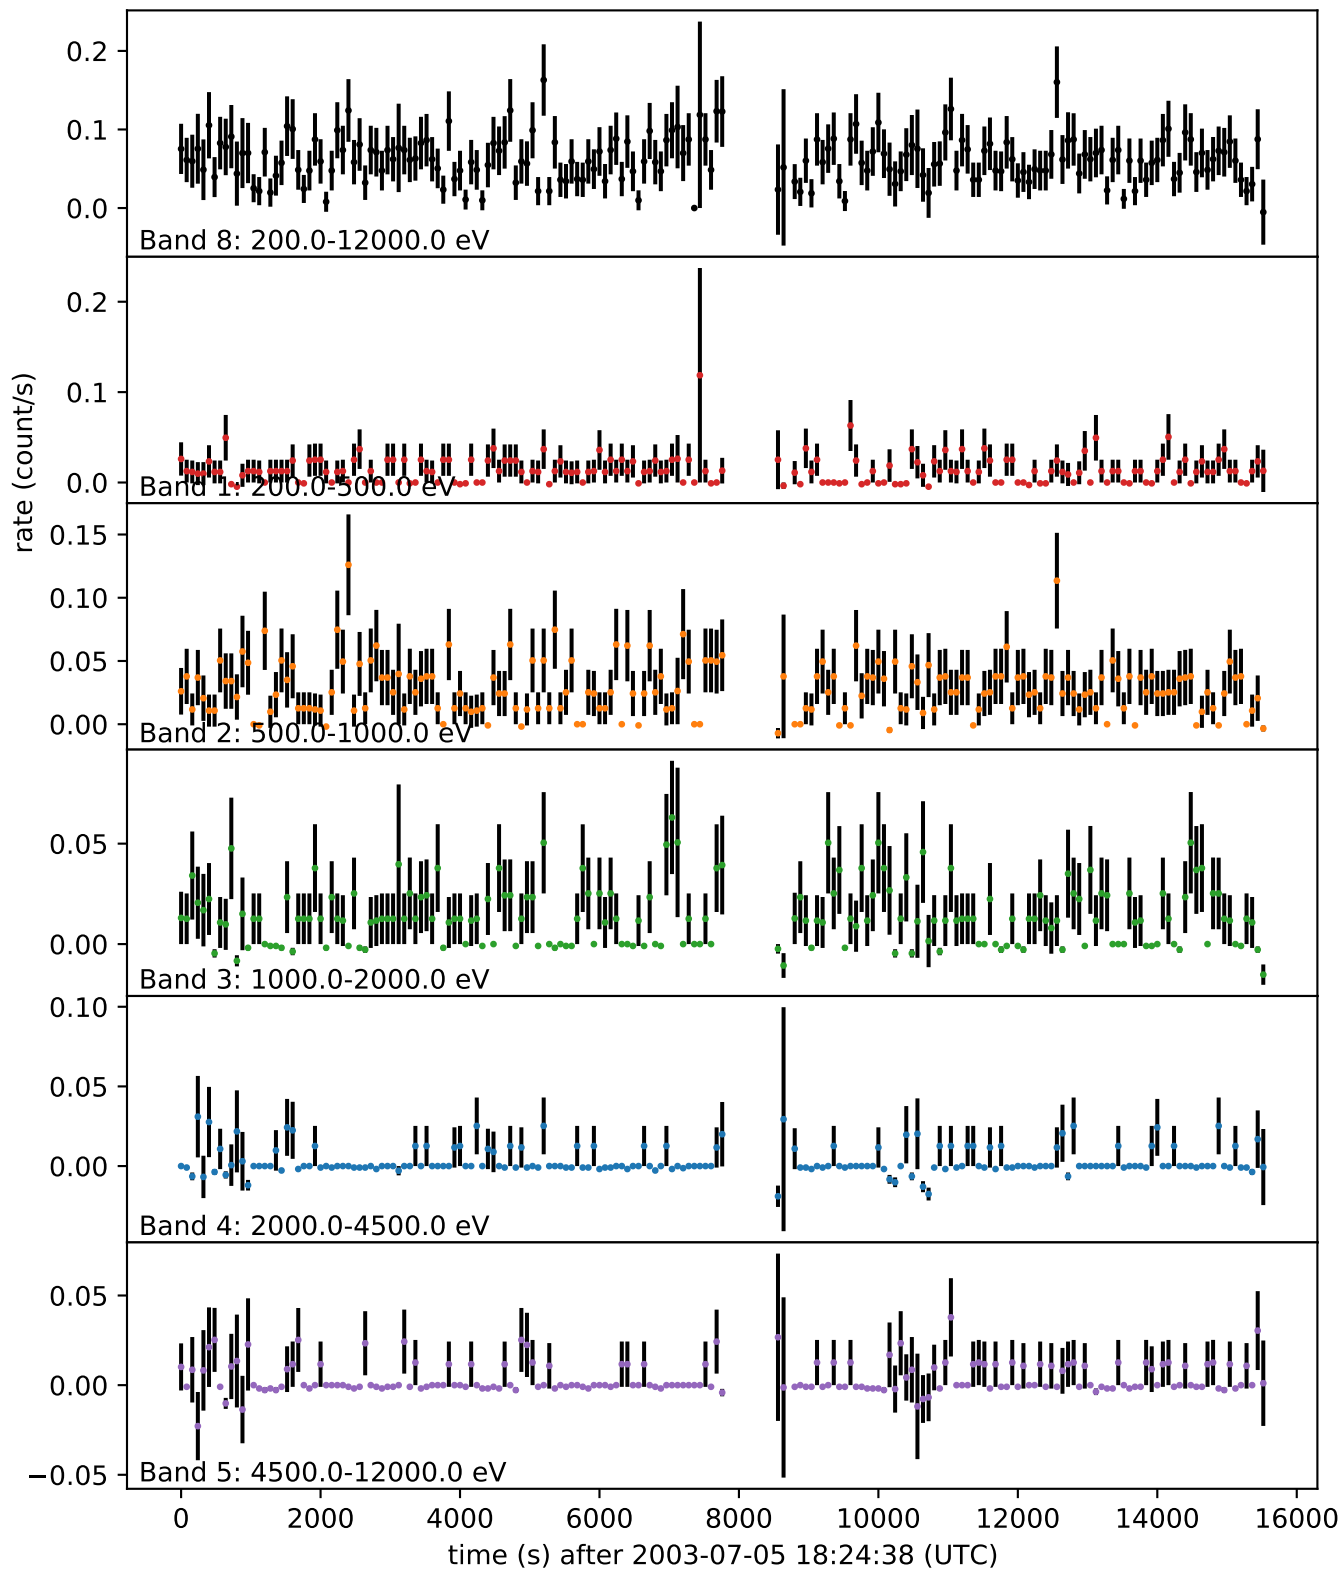 0.2
0.1
0.0
Band 8: 200.0-12000.0 eV
0.2
0.1
0.0
Band 1: 200.0-500.0 eV
rate (count/s)
0.15
0.10
0.05
0.00
Band 2: 500.0-1000.0 eV
0.05
0.00
Band 3: 1000.0-2000.0 eV
0.10
0.05
0.00
Band 4: 2000.0-4500.0 eV
0.05
0.00
−0.05
Band 5: 4500.0-12000.0 eV
0 2000 4000 6000 8000 10000 12000 14000 16000
time (s) after 2003-07-05 18:24:38 (UTC)